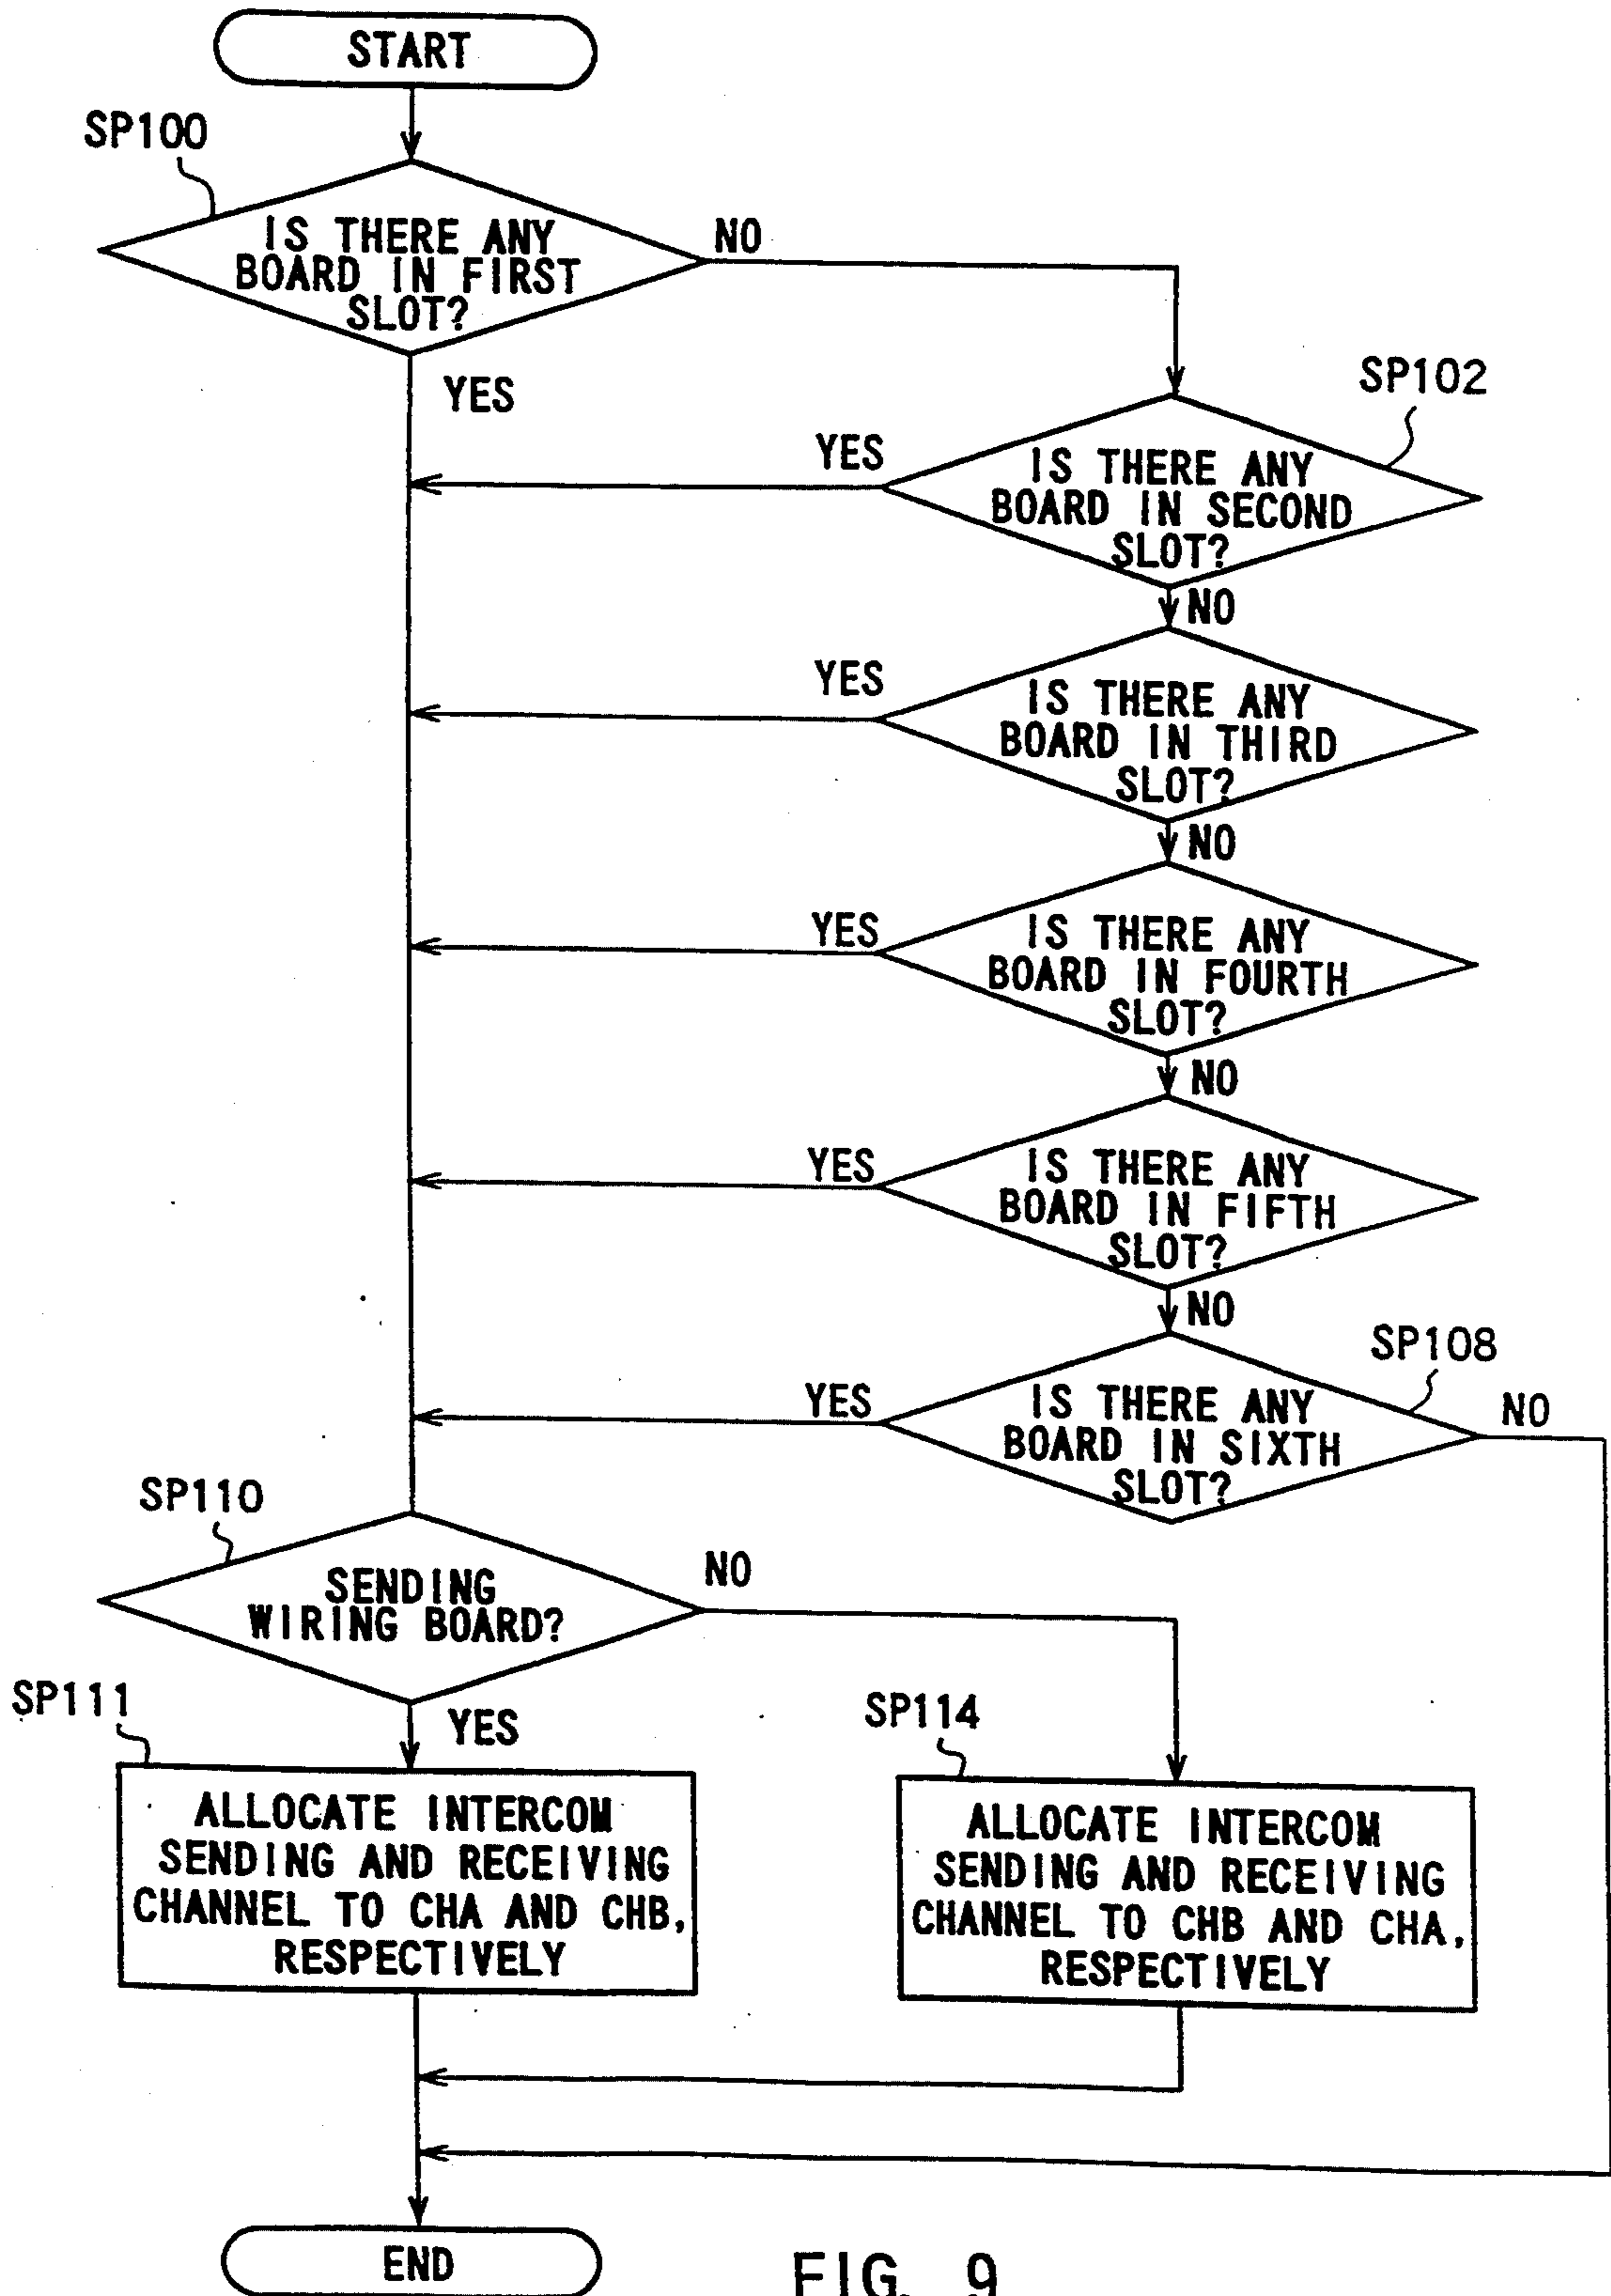 START
SP100
IS THERE ANY
BOARD IN FIRST
SLOT?
NO
YES
SP102
YES
IS THERE ANY
BOARD IN SECOND
SLOT?
NO
YES
IS THERE ANY
BOARD IN THIRD
SLOT?
NO
YES
IS THERE ANY
BOARD IN FOURTH
SLOT?
NO
YES
IS THERE ANY
BOARD IN FIFTH
SLOT?
NO
SP108
YES
IS THERE ANY
BOARD IN SIXTH
SLOT?
NO
SP110
SENDING
WIRING BOARD?
NO
YES
SP111
ALLOCATE INTERCOM
SENDING AND RECEIVING
CHANNEL TO CHA AND CHB,
RESPECTIVELY
SP114
ALLOCATE INTERCOM
SENDING AND RECEIVING
CHANNEL TO CHB AND CHA,
RESPECTIVELY
END
FIG. 9